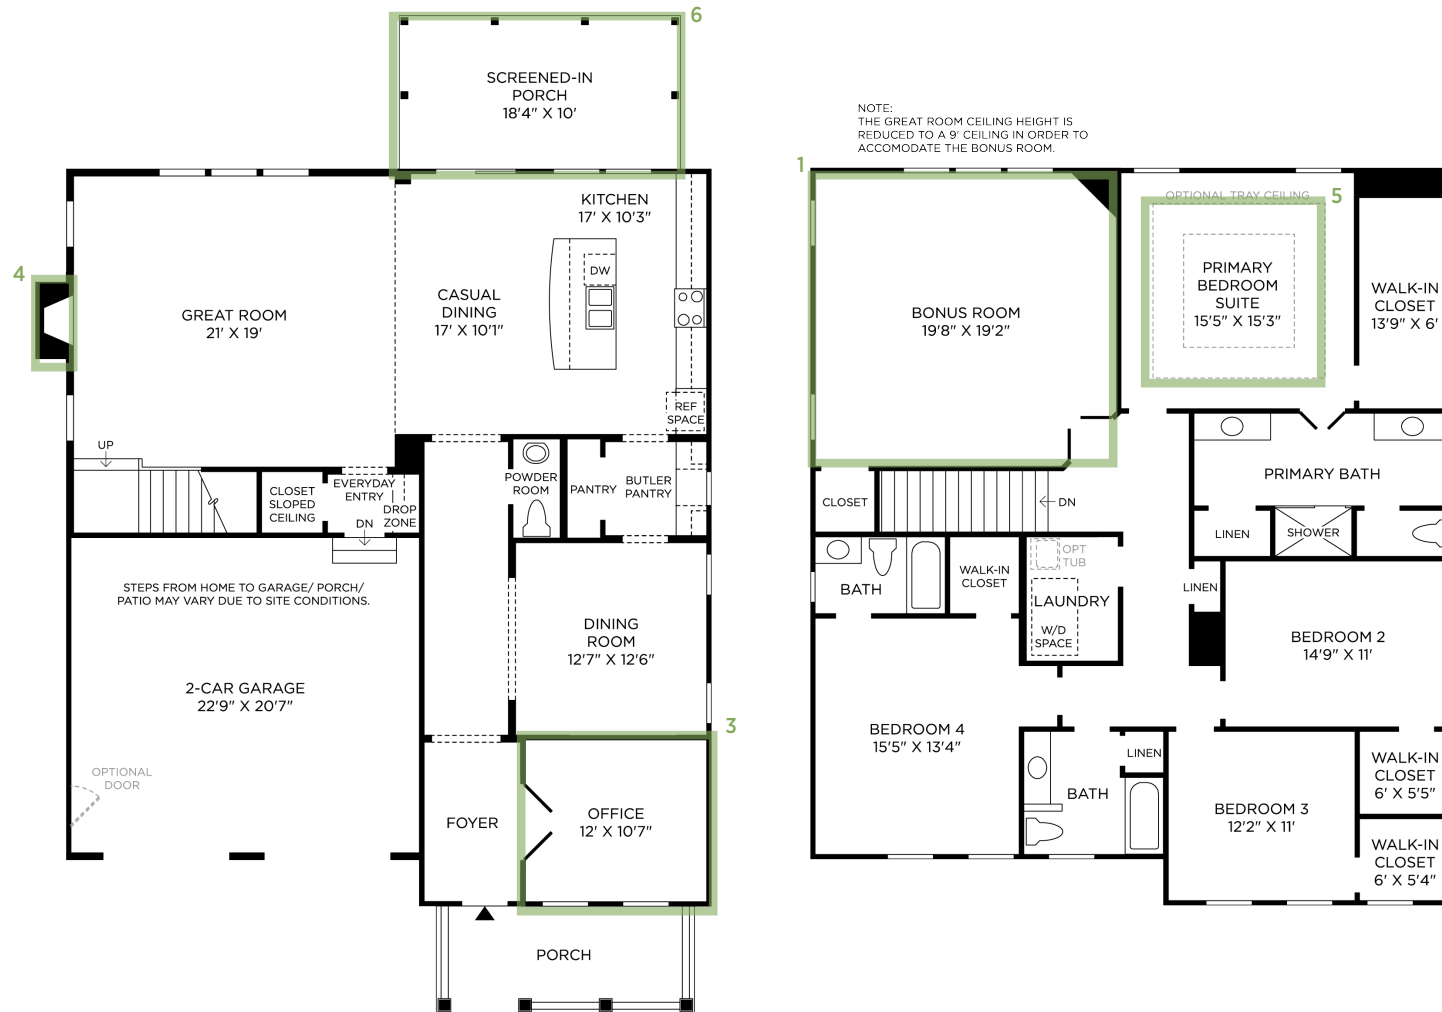 6
SCREENED-IN
PORCH
18'4" X 10'
KITCHEN
17' X 10'3"
DW
4
GREAT ROOM
21' X 19'
CASUAL
DINING
17' X 10'1"
REF
SPACE
UP
CLOSET
SLOPED
CEILING
EVERYDAY
ENTRY
DROP
ZONE
DN
POWDER
ROOM
PANTRY
BUTLER
PANTRY
STEPS FROM HOME TO GARAGE/ PORCH/
PATIO MAY VARY DUE TO SITE CONDITIONS.
DINING
ROOM
12'7" X 12'6"
2-CAR GARAGE
22'9" X 20'7"
3
OPTIONAL
DOOR
FOYER
OFFICE
12' X 10'7"
PORCH
NOTE:
THE GREAT ROOM CEILING HEIGHT IS
REDUCED TO A 9' CEILING IN ORDER TO
ACCOMODATE THE BONUS ROOM.
1
OPTIONAL TRAY CEILING
5
BONUS ROOM
19'8" X 19'2"
PRIMARY
BEDROOM
SUITE
15'5" X 15'3"
WALK-IN
CLOSET
13'9" X 6'
PRIMARY BATH
CLOSET
DN
LINEN
SHOWER
BATH
WALK-IN
CLOSET
OPT
TUB
LAUNDRY
W/D
SPACE
LINEN
BEDROOM 2
14'9" X 11'
BEDROOM 4
15'5" X 13'4"
LINEN
BATH
BEDROOM 3
12'2" X 11'
WALK-IN
CLOSET
6' X 5'5"
WALK-IN
CLOSET
6' X 5'4"